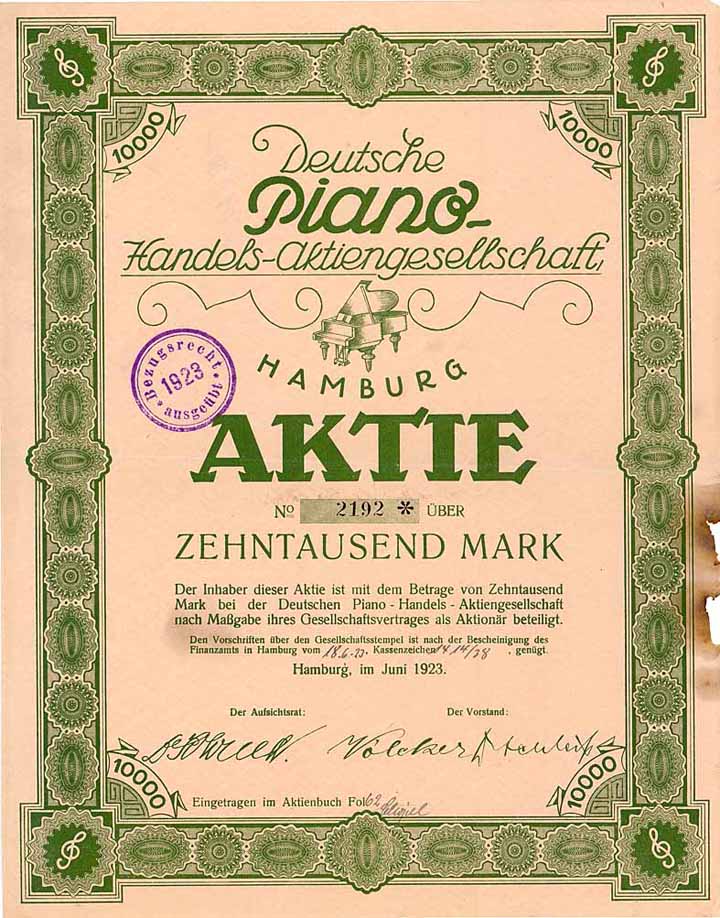 10000
10000
Deutsche
Piano-
Handels-Aktiengesellschaft,
HAMBURG
Bezugsrecht
1923
ausgeübt
AKTIE
No 2192 * ÜBER
ZEHNTAUSEND MARK
Der Inhaber dieser Aktie ist mit dem Betrage von Zehntausend
Mark bei der Deutschen Piano-Handels-Aktiengesellschaft
nach Maßgabe ihres Gesellschaftsvertrages als Aktionär beteiligt.
Den Vorschriften über den Gesellschaftsstempel ist nach der Bescheinigung des
Finanzamts in Hamburg vom 18.6.23. Kassenzeichen 14/28, genügt.
Hamburg, im Juni 1923.
Der Aufsichtsrat:
Der Vorstand:
Völcker
10000
10000
Eingetragen im Aktienbuch Fol 62